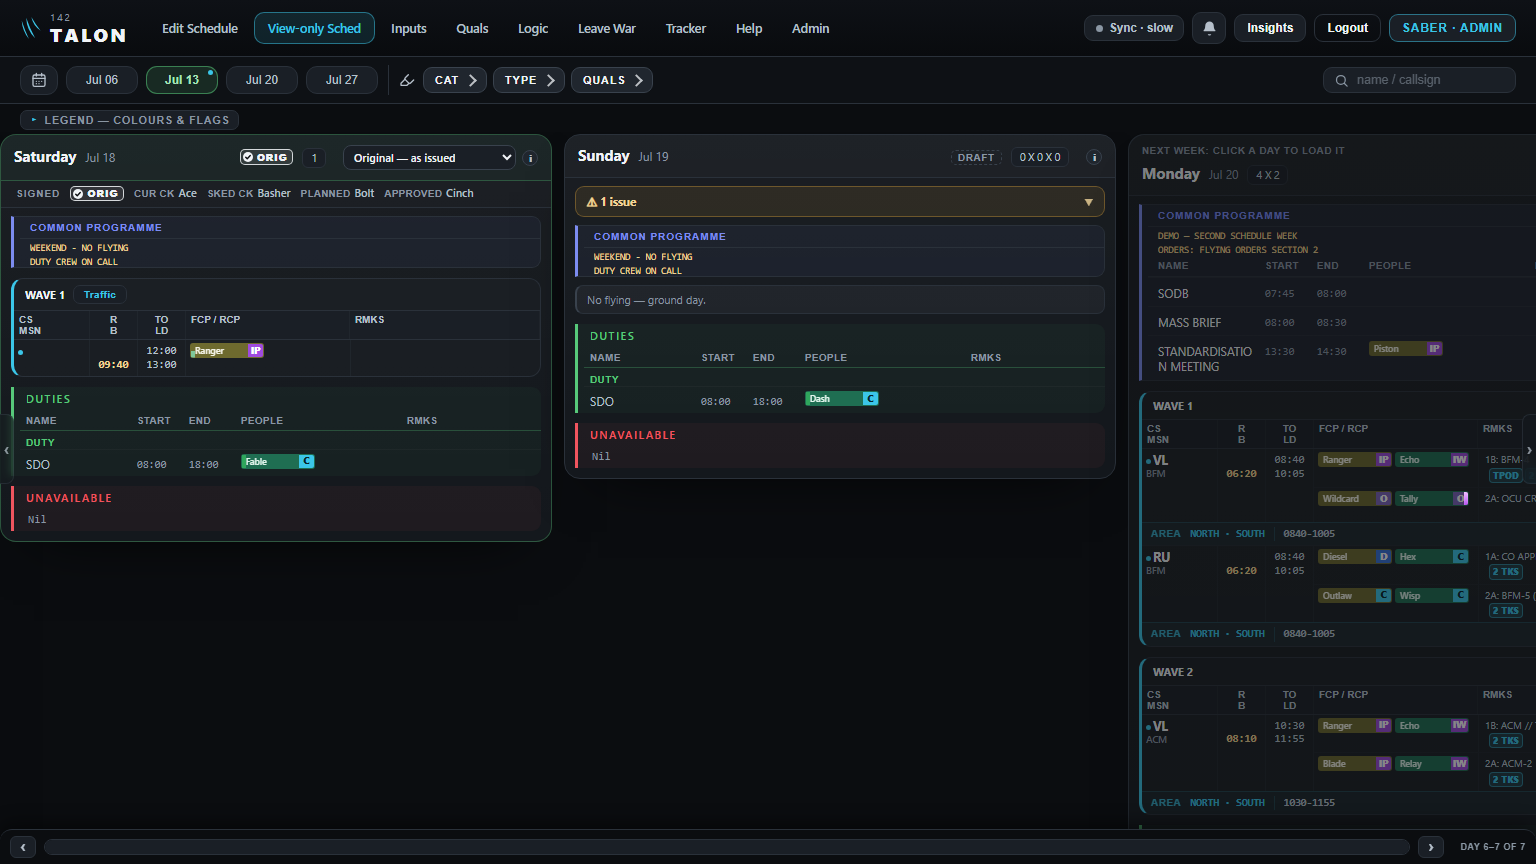 142
TALON
Edit Schedule
View-only Sched
Inputs
Quals
Logic
Leave War
Tracker
Help
Admin
Sync · slow
Insights
Logout
SABER · ADMIN
Jul 06
Jul 13
Jul 20
Jul 27
CAT
TYPE
QUALS
name / callsign
LEGEND — COLOURS & FLAGS
Saturday Jul 18
ORIG
1
Original — as issued
i
SIGNED ORIG CUR CK Ace SKED CK Basher PLANNED Bolt APPROVED Cinch
COMMON PROGRAMME
WEEKEND - NO FLYING
DUTY CREW ON CALL
WAVE 1 Traffic
CS R TO FCP / RCP RMKS
MSN B LD
12:00 Ranger IP
09:40 13:00
DUTIES
NAME START END PEOPLE RMKS
DUTY
SDO 08:00 18:00 Fable C
UNAVAILABLE
Nil
Sunday Jul 19
DRAFT
0X0X0
i
1 issue
COMMON PROGRAMME
WEEKEND - NO FLYING
DUTY CREW ON CALL
No flying — ground day.
DUTIES
NAME START END PEOPLE RMKS
DUTY
SDO 08:00 18:00 Dash C
UNAVAILABLE
Nil
NEXT WEEK: CLICK A DAY TO LOAD IT
Monday Jul 20 4X2
COMMON PROGRAMME
DEMO — SECOND SCHEDULE WEEK
ORDERS: FLYING ORDERS SECTION 2
NAME START END PEOPLE
SODB 07:45 08:00
MASS BRIEF 08:00 08:30
STANDARDISATIO 13:30 14:30 Piston IP
N MEETING
WAVE 1
CS R TO FCP / RCP RMKS
MSN B LD
VL 08:40 Ranger IP Echo IW 1B: BFM-
BFM 06:20 10:05 TPOD
Wildcard O Tally O 2A: OCU CR
AREA NORTH · SOUTH 0840-1005
RU 08:40 Diesel D Hex C 1A: CO APP
BFM 06:20 10:05 2 TKS
Outlaw C Wisp C 2A: BFM-5 (
2 TKS
AREA NORTH · SOUTH 0840-1005
WAVE 2
CS R TO FCP / RCP RMKS
MSN B LD
VL 10:30 Ranger IP Echo IW 1B: ACM //
ACM 08:10 11:55 2 TKS
Blade IP Relay IW 2A: ACM-2
2 TKS
AREA NORTH · SOUTH 1030-1155
DAY 6–7 OF 7